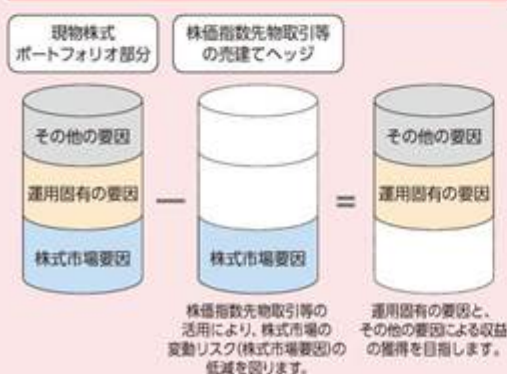 現物株式
ポートフォリオ部分
株価指数先物取引等
の売建てヘッジ
その他の要因
運用固有の要因
株式市場要因
－
株式市場要因
＝
その他の要因
運用固有の要因
株価指数先物取引等の
活用により、株式市場の
変動リスク(株式市場要因)の
低減を図ります。
運用固有の要因と、
その他の要因による収益
の獲得を目指します。